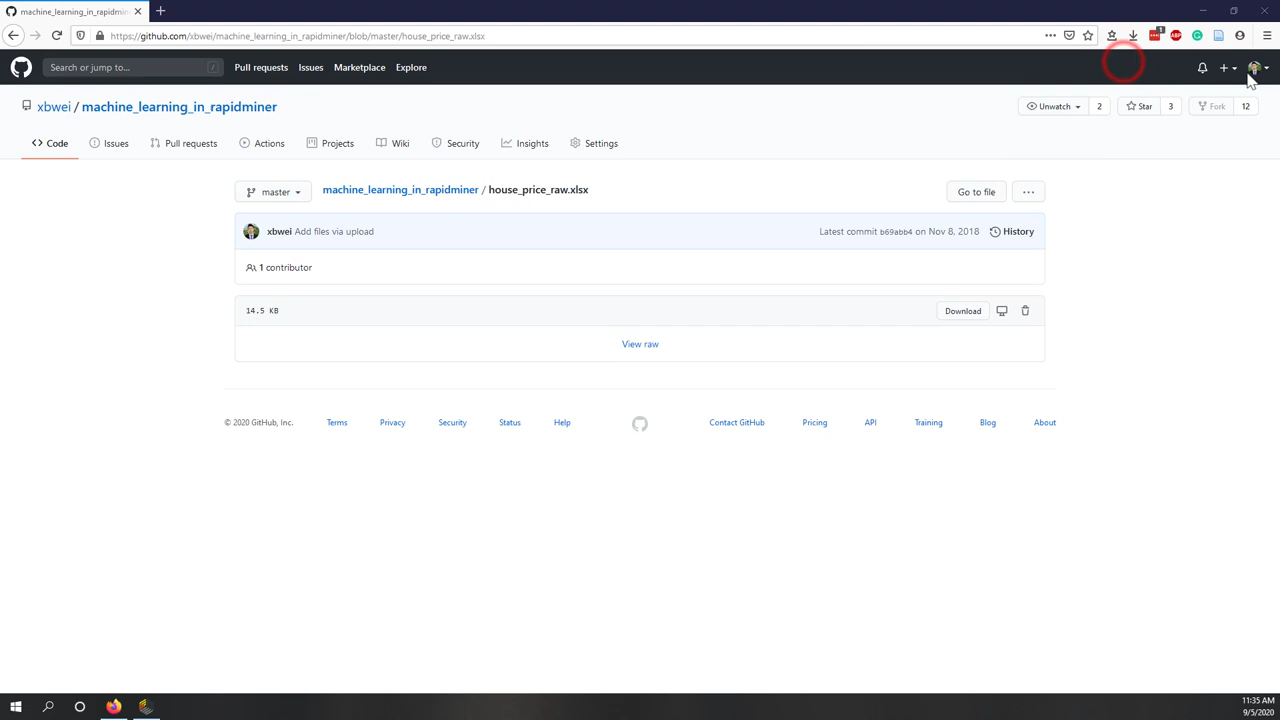 machine_learning_in_rapidminer
https://github.com/xbwei/machine_learning_in_rapidminer/blob/master/house_price_raw.xlsx
Search or jump to... / Pull requests Issues Marketplace Explore
xbwei / machine_learning_in_rapidminer Unwatch 2 Star 3 Fork 12
Code Issues Pull requests Actions Projects Wiki Security Insights Settings
master machine_learning_in_rapidminer / house_price_raw.xlsx Go to file ...
xbwei Add files via upload Latest commit b69abb4 on Nov 8, 2018 History
1 contributor
14.5 KB Download
View raw
© 2020 GitHub, Inc. Terms Privacy Security Status Help Contact GitHub Pricing API Training Blog About
11:35 AM
9/5/2020